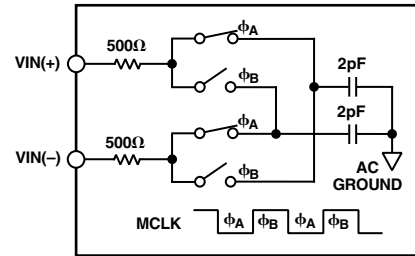 ϕA
500Ω
VIN(+)
ϕB
2pF
2pF
500Ω
ϕA
VIN(–)
ϕB
AC
GROUND
MCLK
ϕA ϕB ϕA ϕB